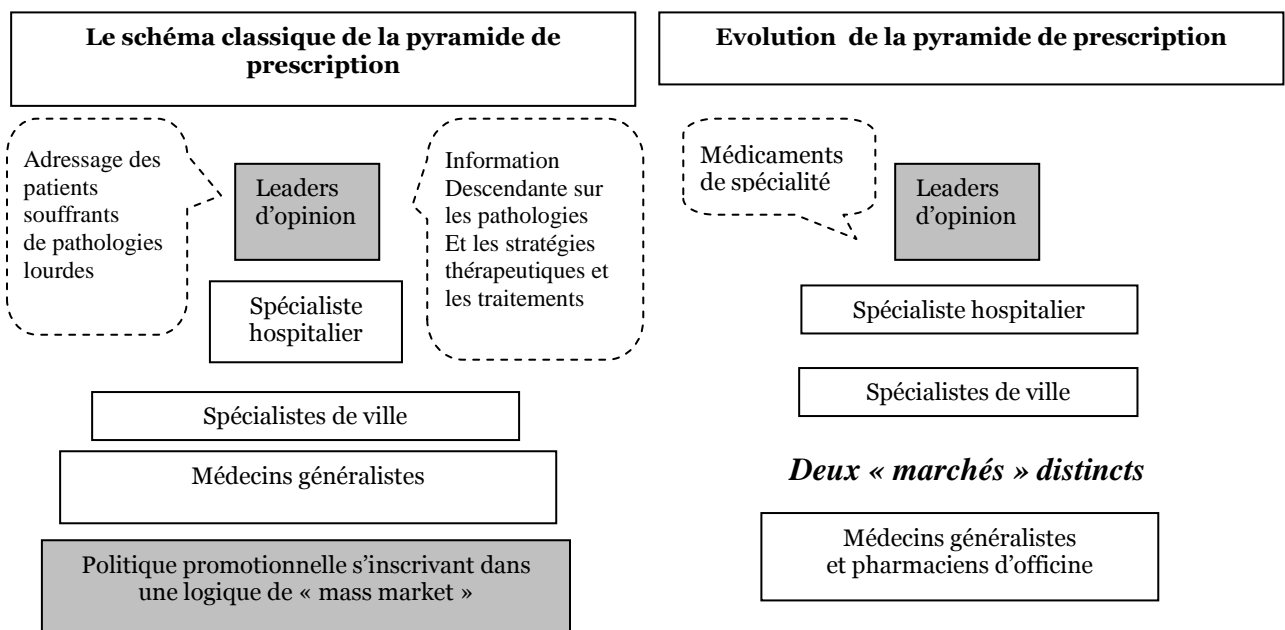 Le schéma classique de la pyramide de
prescription
Adressage des
patients
souffrants
de pathologies
lourdes
Leaders
d’opinion
Information
Descendante sur
les pathologies
Et les stratégies
thérapeutiques et
les traitements
Spécialiste
hospitalier
Spécialistes de ville
Médecins généralistes
Politique promotionnelle s’inscrivant dans
une logique de « mass market »
Evolution de la pyramide de prescription
Médicaments
de spécialité
Leaders
d’opinion
Spécialiste hospitalier
Spécialistes de ville
Deux « marchés » distincts
Médecins généralistes
et pharmaciens d’officine